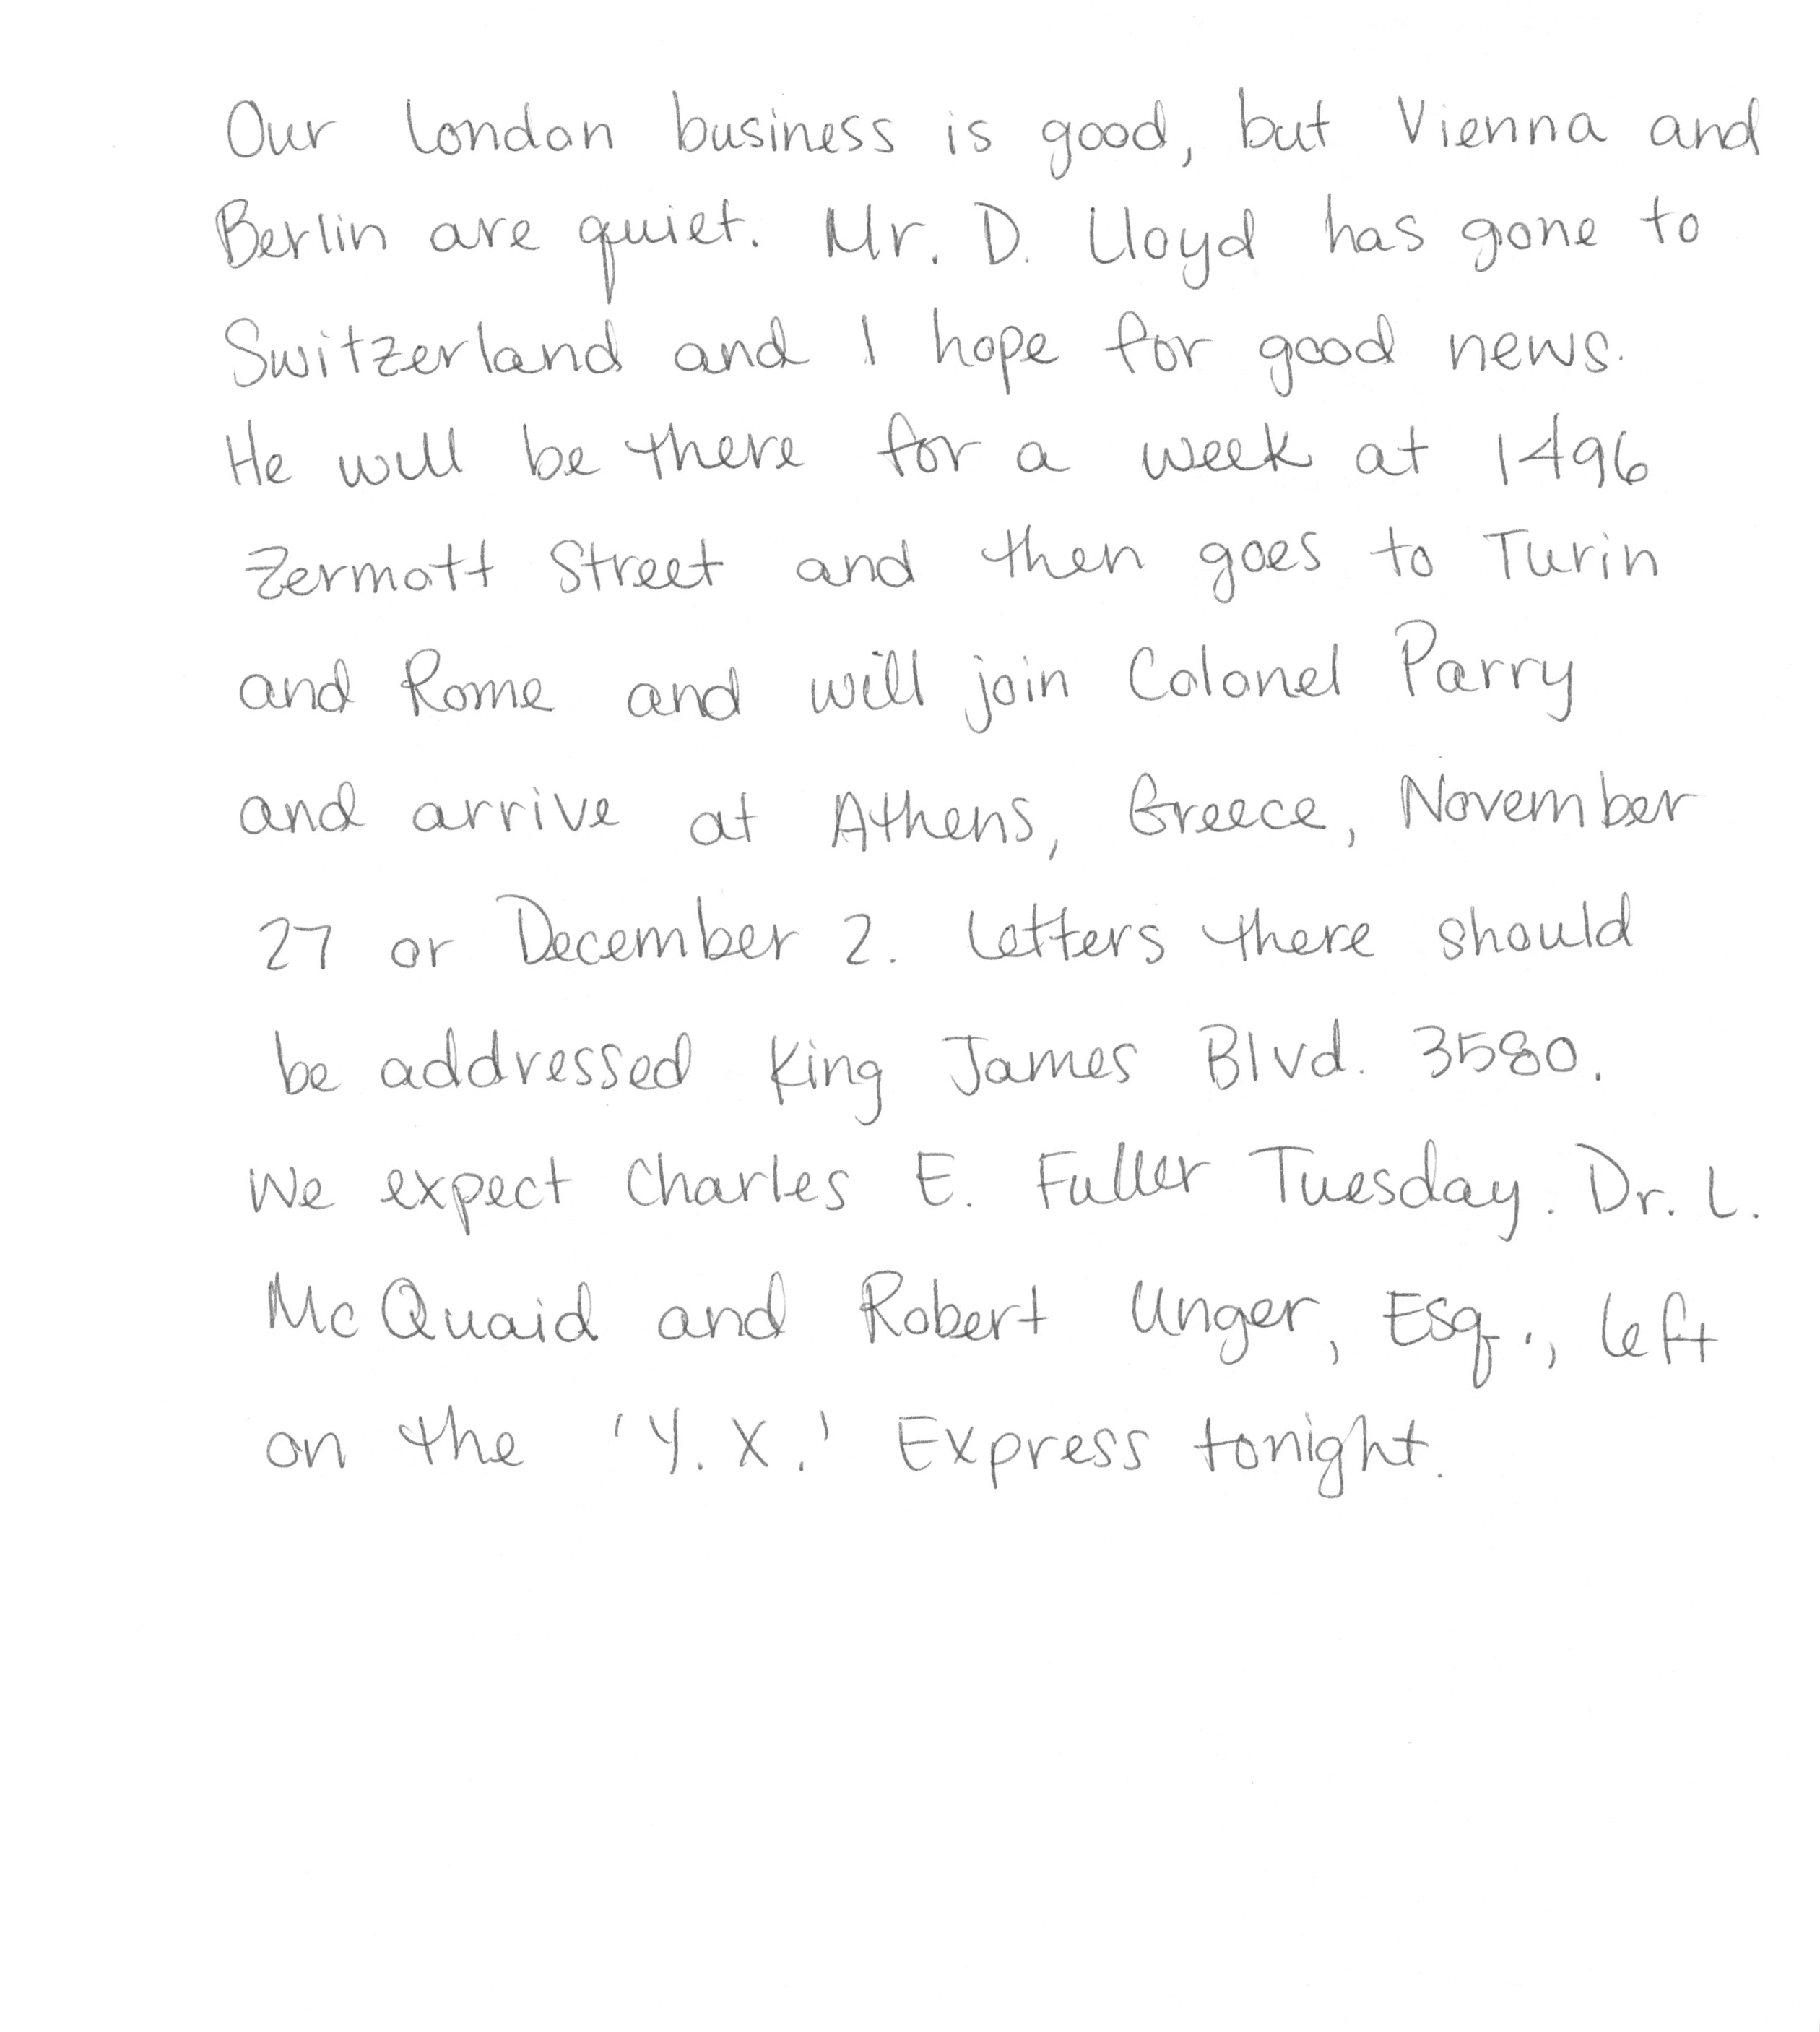 Our London business is good, but Vienna and
Berlin are quiet. Mr. D. Lloyd has gone to
Switzerland and I hope for good news.
He will be there for a week at 1496
Zermott Street and then goes to Turin
and Rome and will join Colonel Parry
and arrive at Athens, Greece, November
27 or December 2. Letters there should
be addressed King James Blvd. 3580.
We expect Charles E. Fuller Tuesday. Dr. L.
McQuaid and Robert Unger, Esq., left
on the 'Y. X.' Express tonight.